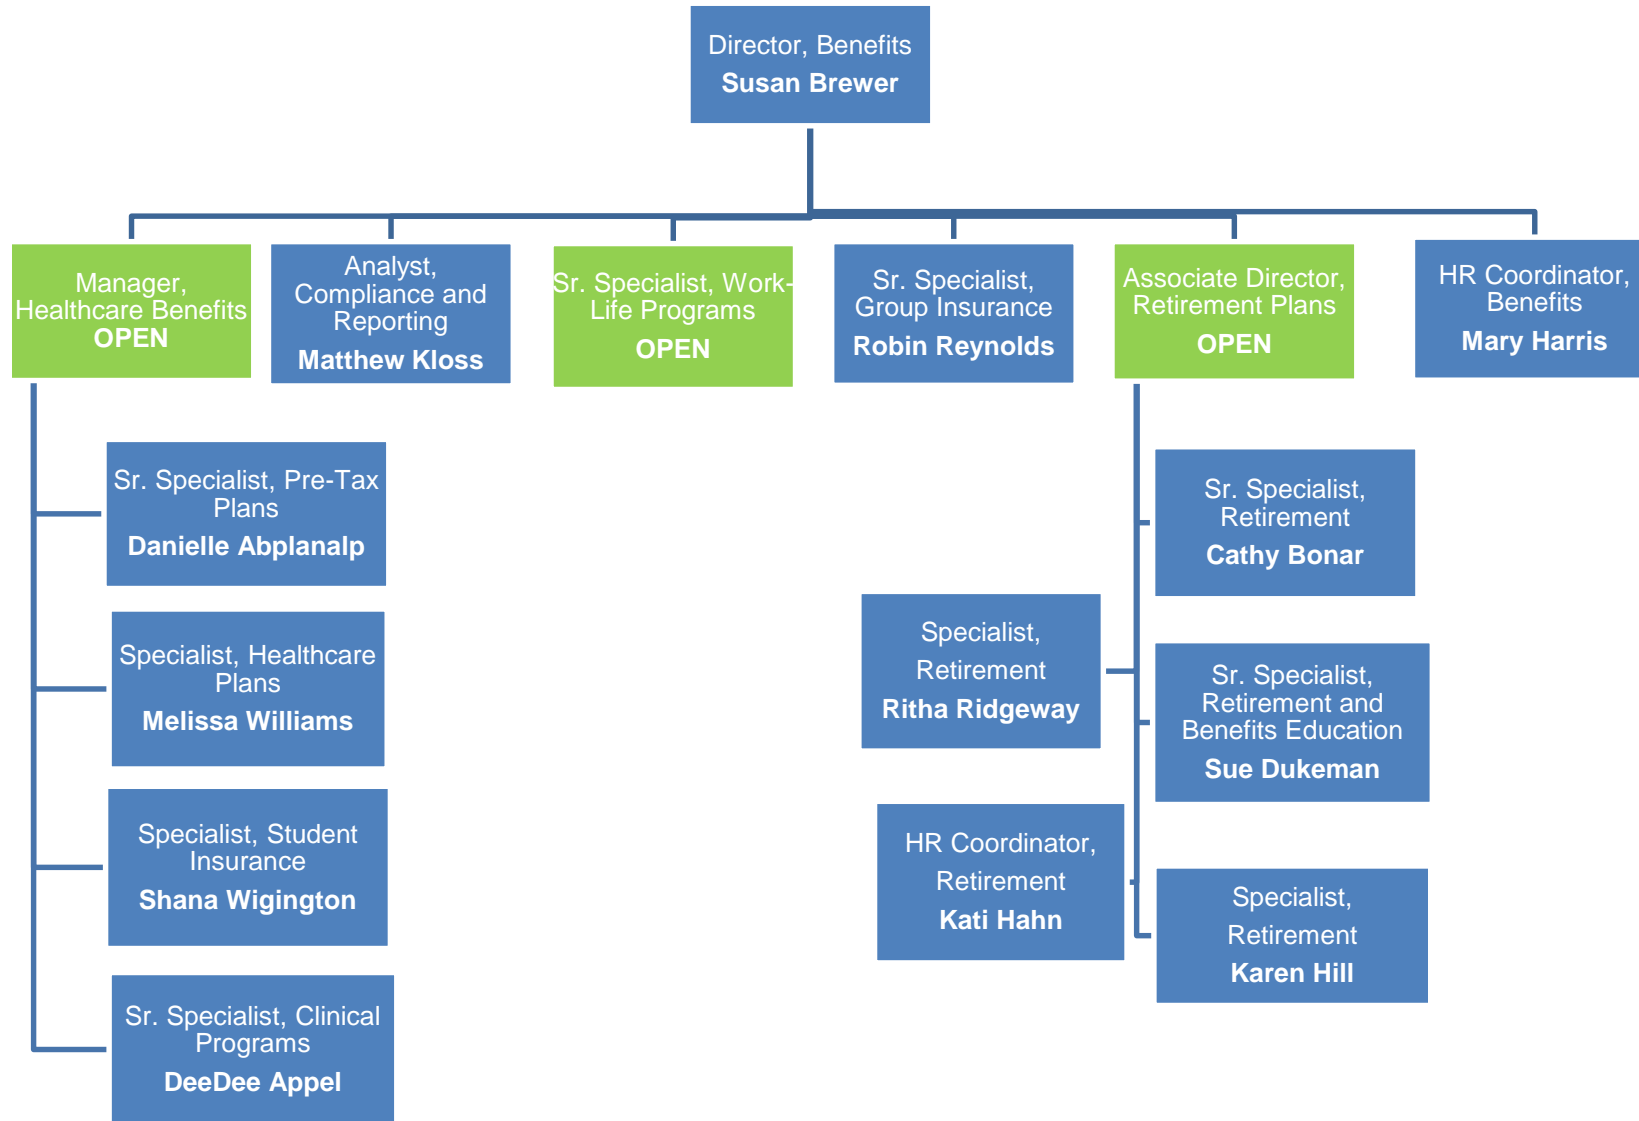 Director, Benefits
Susan Brewer
Manager,
Healthcare Benefits
OPEN
Analyst,
Compliance and
Reporting
Matthew Kloss
Sr. Specialist, Work-
Life Programs
OPEN
Sr. Specialist,
Group Insurance
Robin Reynolds
Associate Director,
Retirement Plans
OPEN
HR Coordinator,
Benefits
Mary Harris
Sr. Specialist, Pre-Tax
Plans
Danielle Abplanalp
Specialist, Healthcare
Plans
Melissa Williams
Specialist, Student
Insurance
Shana Wigington
Sr. Specialist, Clinical
Programs
DeeDee Appel
Sr. Specialist,
Retirement
Cathy Bonar
Specialist,
Retirement
Ritha Ridgeway
Sr. Specialist,
Retirement and
Benefits Education
Sue Dukeman
HR Coordinator,
Retirement
Kati Hahn
Specialist,
Retirement
Karen Hill